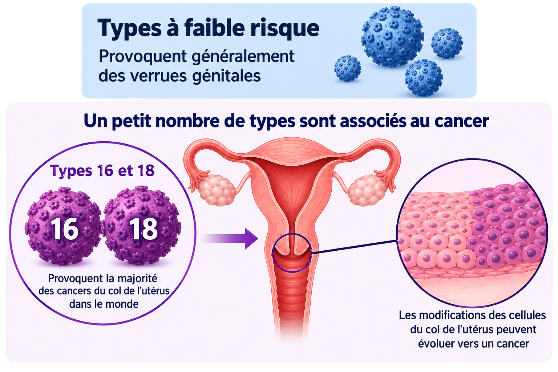 Types à faible risque
Provoquent généralement
des verrues génitales
Un petit nombre de types sont associés au cancer
Types 16 et 18
16
18
Provoquent la majorité
des cancers du col de l'utérus
dans le monde
Les modifications des cellules
du col de l'utérus peuvent
évoluer vers un cancer